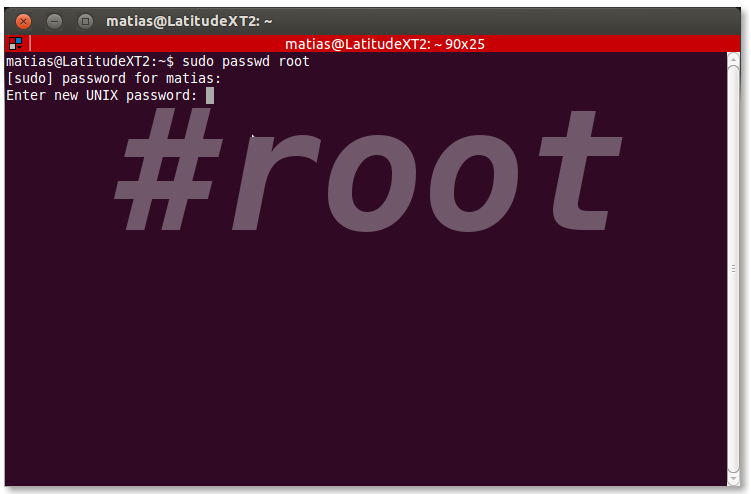 matias@LatitudeXT2: ~
matias@LatitudeXT2: ~ 90x25
matias@LatitudeXT2:~$ sudo passwd root
[sudo] password for matias:
Enter new UNIX password:
#root